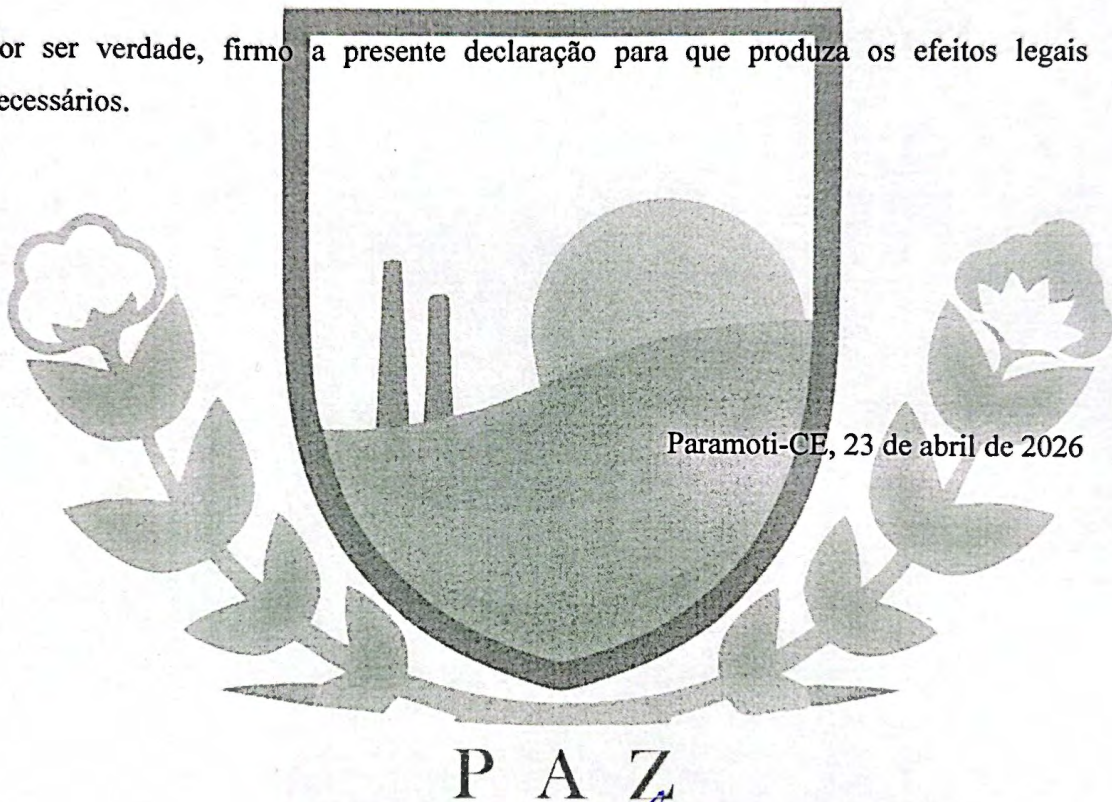 or ser verdade, firmo a presente declaração para que produza os efeitos legais
ecessários.
Paramoti-CE, 23 de abril de 2026
P A Z